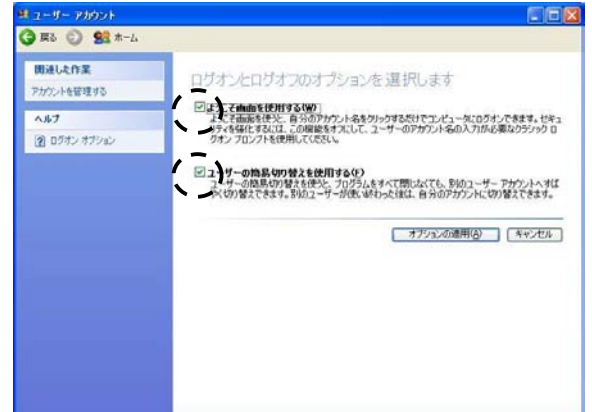 ユーザー アカウント
戻る ホーム
関連した作業
アカウントを管理する
ヘルプ
ログオン オプション
ログオンとログオフのオプションを選択します
ようこそ画面を使用する(W)
ようこそ画面を使うと、自分のアカウント名をクリックするだけでコンピュータにログオンできます。セキュ
リティを強化するには、この機能をオフにして、ユーザーのアカウント名の入力が必要なクラシック ロ
グオン プロンプトを使用してください。
ユーザーの簡易切り替えを使用する(F)
ユーザーの簡易切り替えを使うと、プログラムをすべて閉じなくても、別のユーザー アカウントへすば
やく切り替えできます。別のユーザーが使い終わった後は、自分のアカウントに切り替えできます。
オプションの適用(A) キャンセル